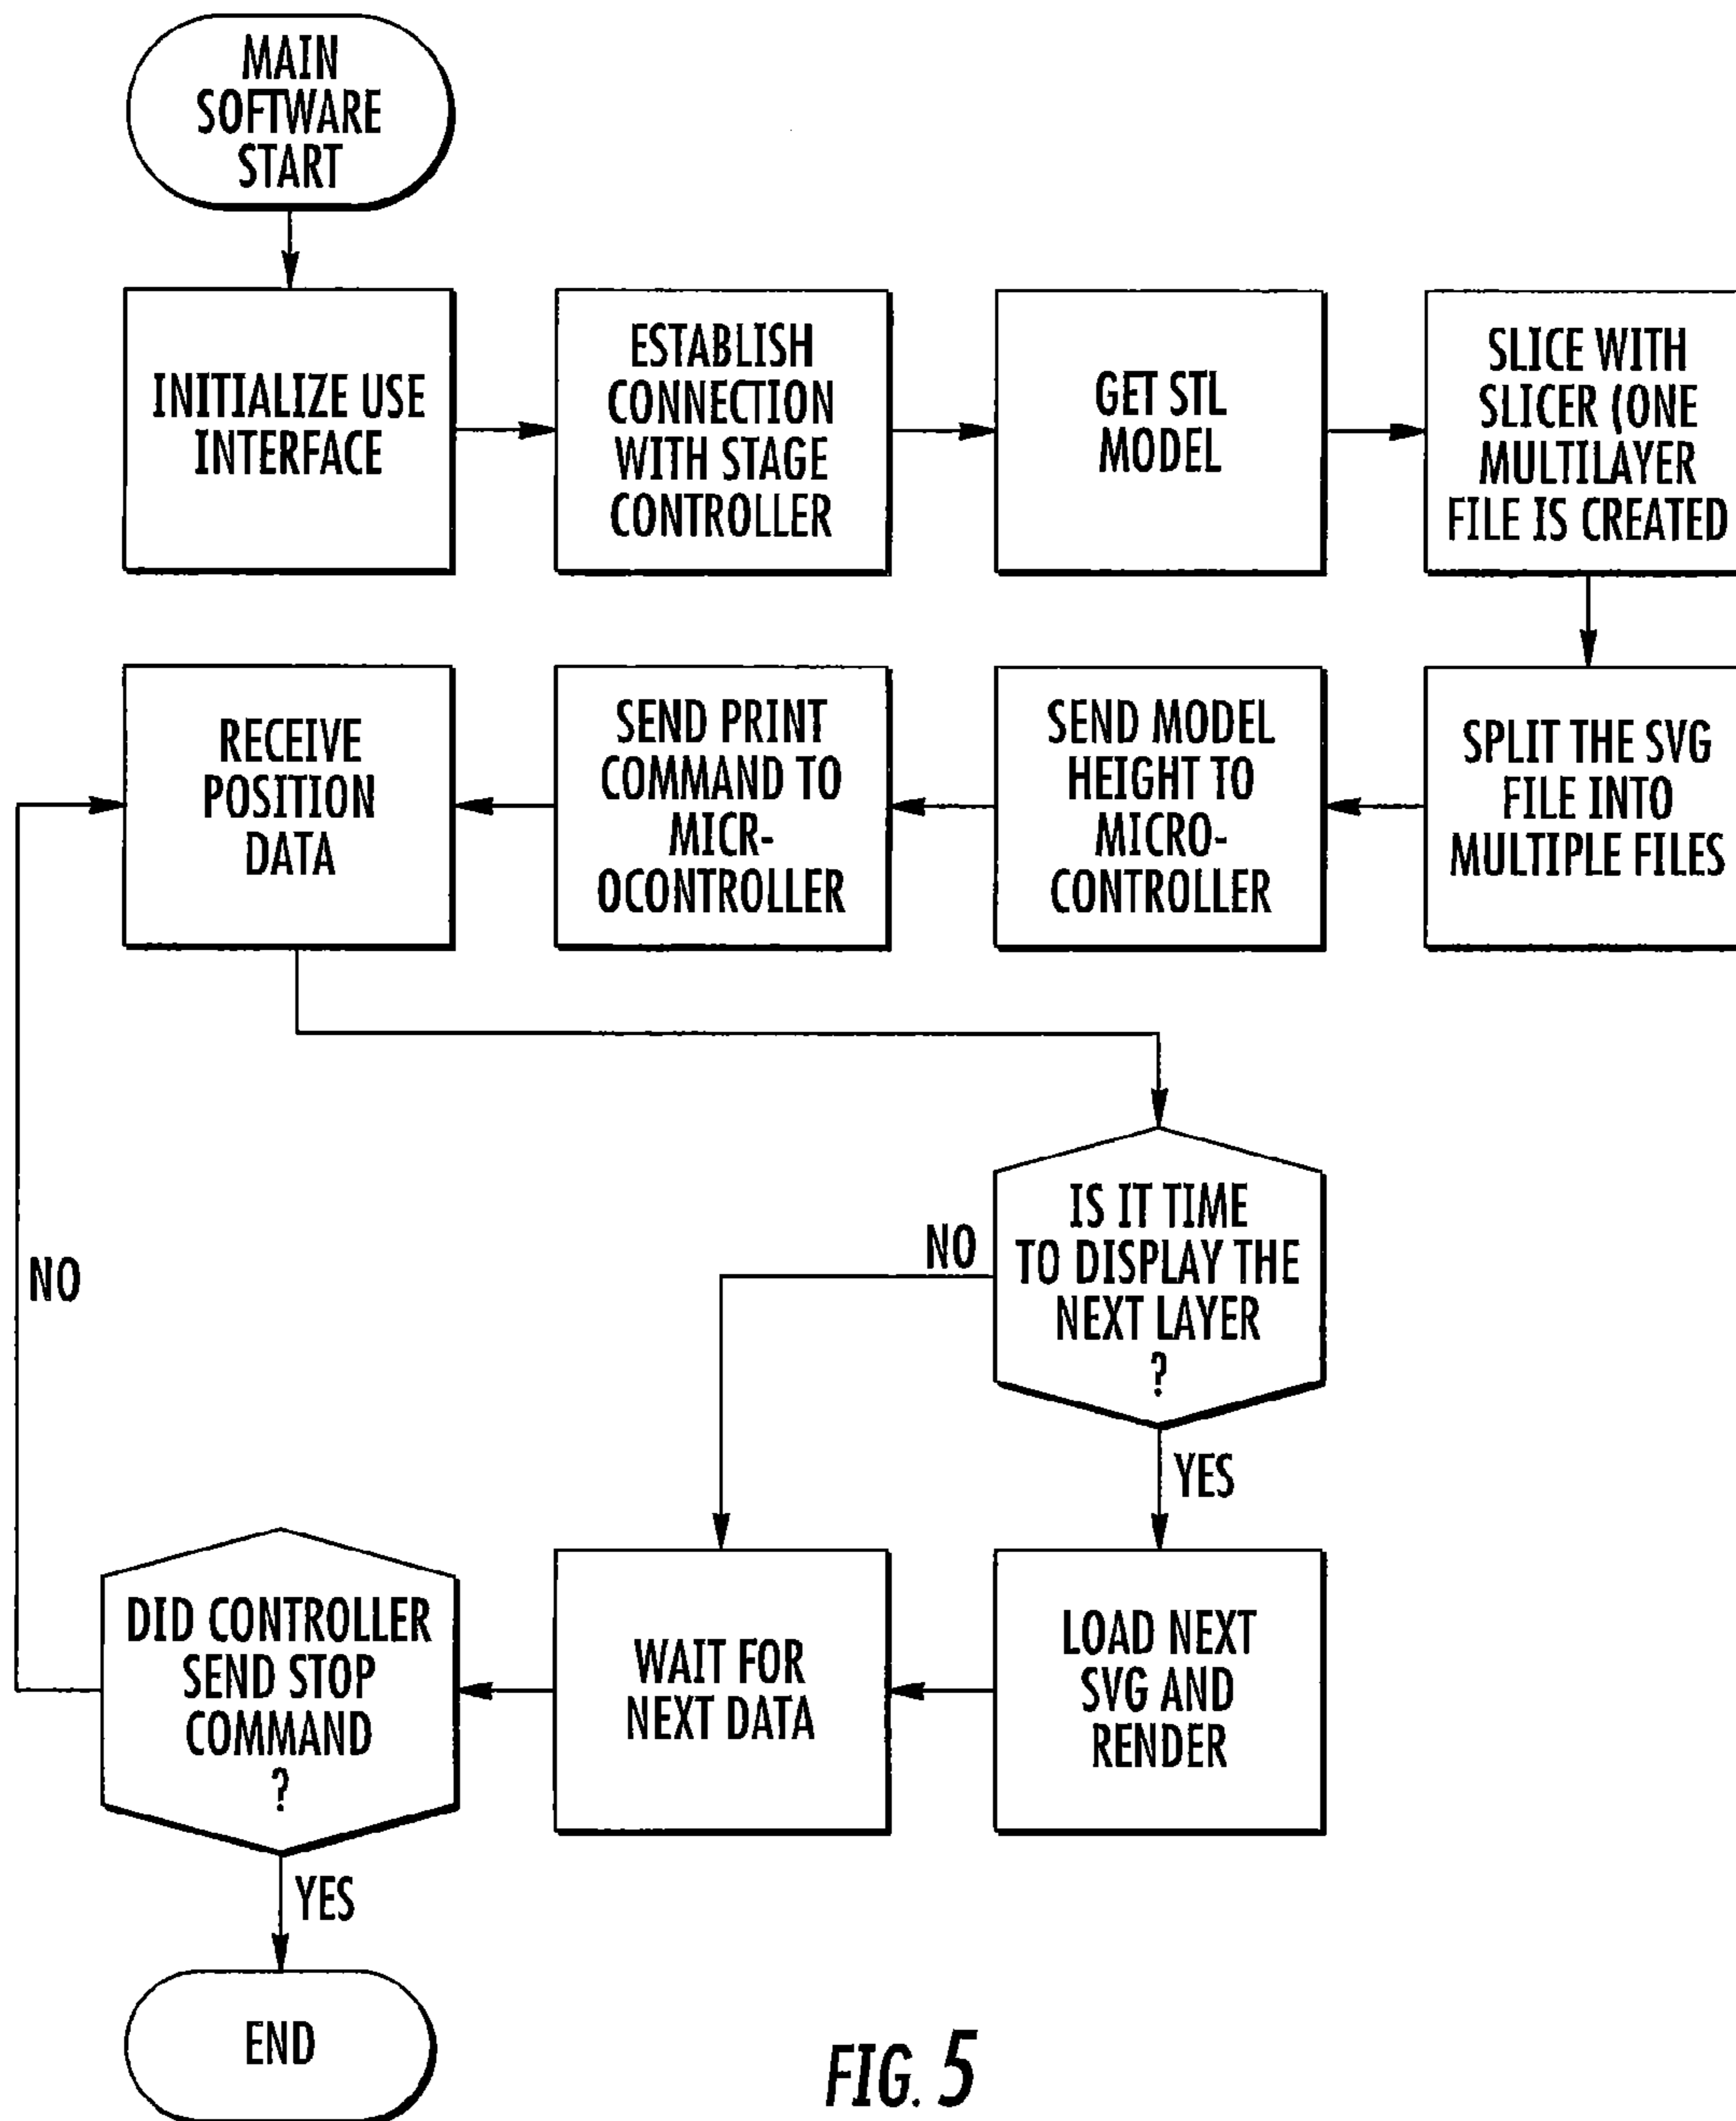 MAIN
SOFTWARE
START
INITIALIZE USE
INTERFACE
ESTABLISH
CONNECTION
WITH STAGE
CONTROLLER
GET STL
MODEL
SLICE WITH
SLICER (ONE
MULTILAYER
FILE IS CREATED
SPLIT THE SVG
FILE INTO
MULTIPLE FILES
SEND MODEL
HEIGHT TO
MICRO-
CONTROLLER
SEND PRINT
COMMAND TO
MICR-
OCONTROLLER
RECEIVE
POSITION
DATA
IS IT TIME
TO DISPLAY THE
NEXT LAYER
?
NO
YES
LOAD NEXT
SVG AND
RENDER
WAIT FOR
NEXT DATA
DID CONTROLLER
SEND STOP
COMMAND
?
NO
YES
END
FIG. 5